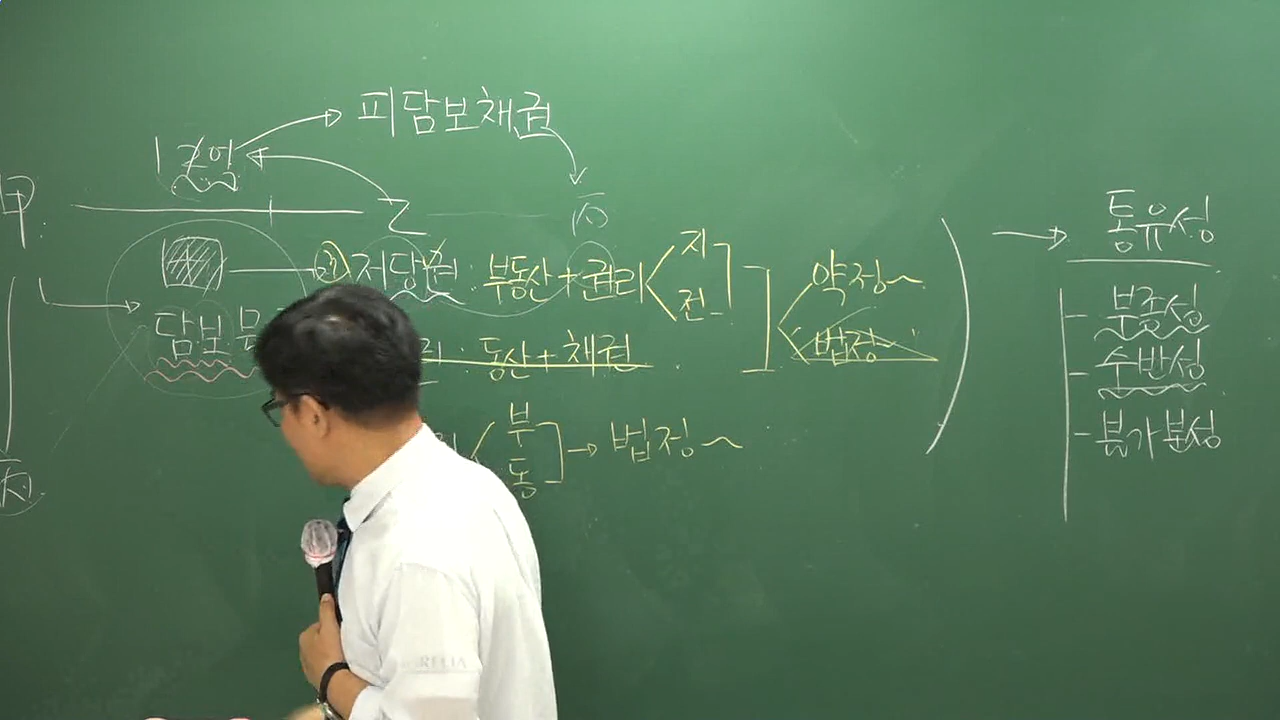 피담보채권
1억
甲
乙
丙
저당권 : 부동산 + 권리 < 지 전
약정~
법정~
담보
: 동산 + 채권
부 동 → 법정~
통유성
- 부종성
- 수반성
- 불가분성